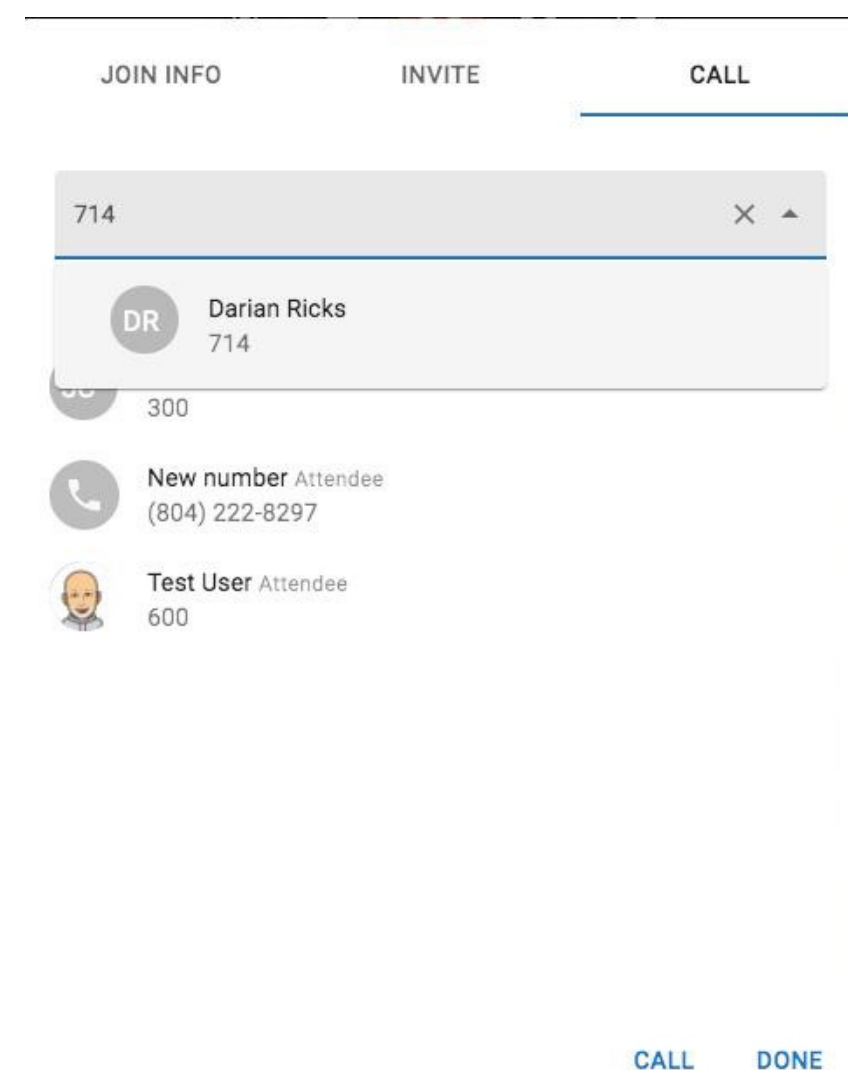 JOIN INFO INVITE CALL
714
DR Darian Ricks
714
300
New number Attendee
(804) 222-8297
Test User Attendee
600
CALL DONE